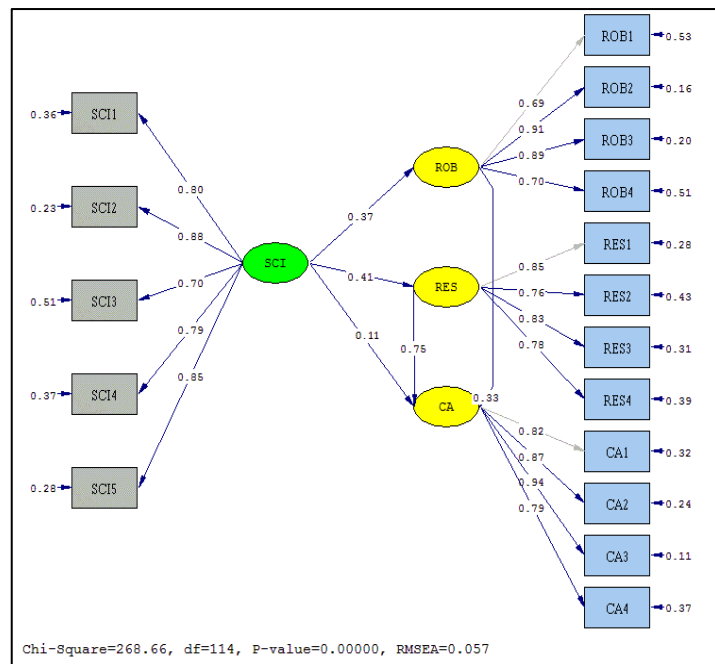 ROB1
0.53
SCI1
0.36
ROB2
0.16
0.69
0.91
ROB3
0.20
0.89
0.80
ROB
0.70
ROB4
0.51
SCI2
0.23
0.88
0.37
RES1
0.28
SCI
0.85
SCI3
0.51
0.70
0.41
RES
0.76
RES2
0.43
0.83
0.79
0.11
0.75
0.78
RES3
0.31
SCI4
0.37
0.85
0.33
RES4
0.39
CA
0.82
CA1
0.32
0.87
0.94
SCI5
0.28
0.79
CA2
0.24
CA3
0.11
CA4
0.37
Chi-Square=268.66, df=114, P-value=0.00000, RMSEA=0.057